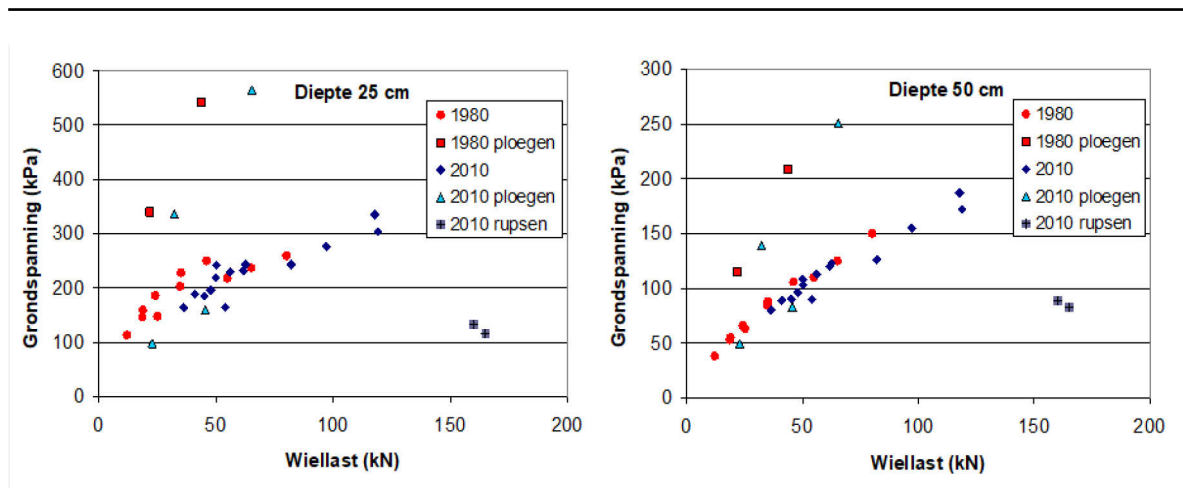 Diepte 25 cm
600
500
400
300
200
100
0
Grondspanning (kPa)
0 50 100 150 200
Wiellast (kN)
1980
1980 ploegen
2010
2010 ploegen
2010 rupsen
Diepte 50 cm
300
250
200
150
100
50
0
Grondspanning (kPa)
0 50 100 150 200
Wiellast (kN)
1980
1980 ploegen
2010
2010 ploegen
2010 rupsen